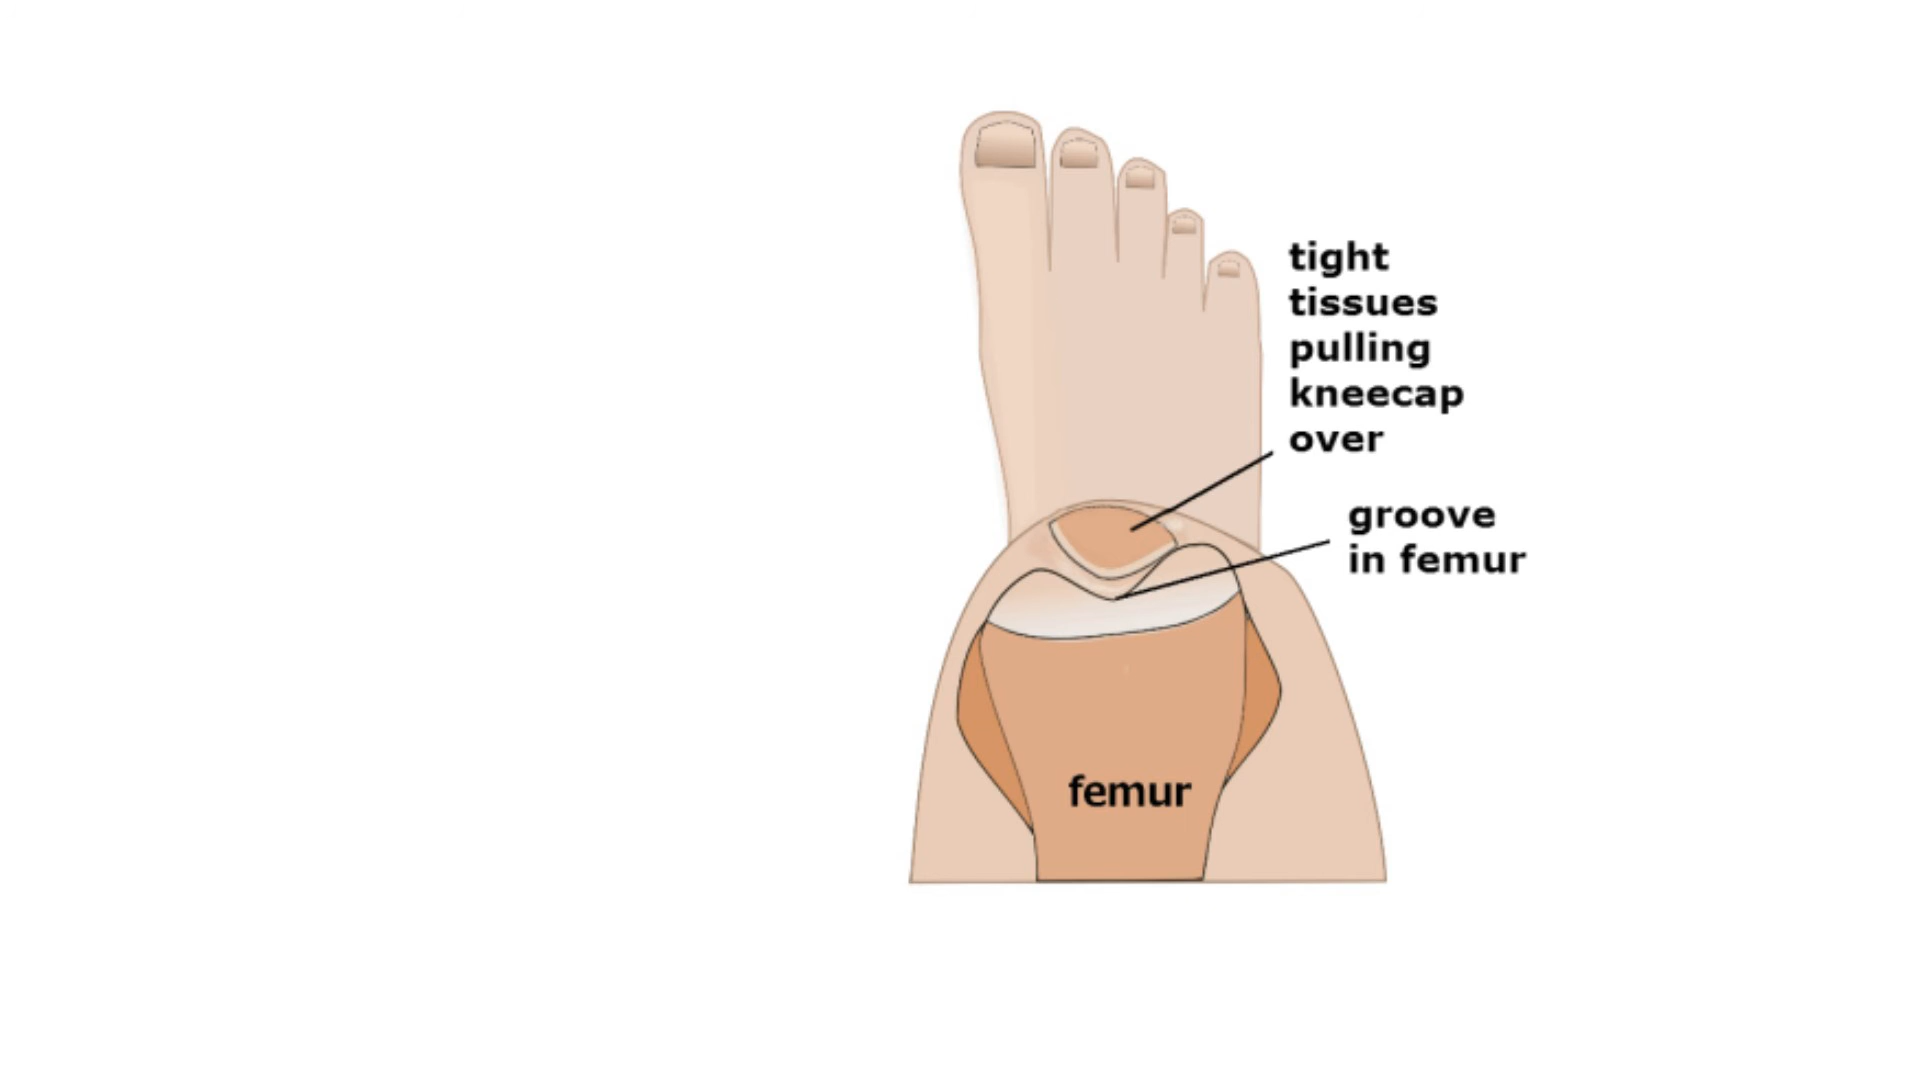 tight
tissues
pulling
kneecap
over
groove
in femur
femur